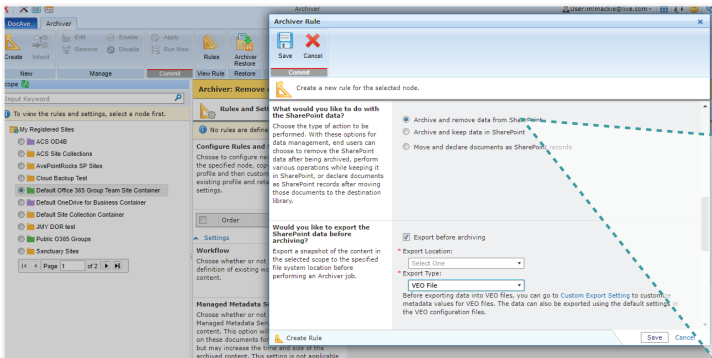 Archiver
User:mlmackie@live.com
DocAve
Archiver
Create
Inherit
Edit
Remove
Enable
Disable
Apply
Run Now
Rules
Archiver Restore
New
Manage
Commit
View Rule
Restore
Scope
Input Keyword
To view the rules and settings, select a node first.
My Registered Sites
ACS OD4B
ACS Site Collections
AvePointRocks SP Sites
Cloud Backup Test
Default Office 365 Group Team Site Container
Default OneDrive for Business Container
Default Site Collection Container
JMY DDR test
Public O365 Groups
Sanctuary Sites
Page 1 of 2
Archiver: Remove
Rules and Sett
No rules are define
Configure Rules and
Choose to configure ne
the specified node, cop
profile and then custom
existing profile and reta
settings.
Order
Settings
Workflow
Choose whether or not
definition of existing wo
content.
Managed Metadata S
Choose whether or not
Managed Metadata Ser
content. This option wi
on these documents fo
but may increase the time and size of the
archived content. This setting is not applicable
Archiver Rule
Save
Cancel
Commit
Create a new rule for the selected node.
What would you like to do with
the SharePoint data?
Choose the type of action to be
performed. With these options for
data management, end users can
choose to remove the SharePoint
data after being archived, perform
various operations while keeping it
in SharePoint, or declare documents
as SharePoint records after moving
those documents to the destination
library.
Archive and remove data from SharePoint
Archive and keep data in SharePoint
Move and declare documents as SharePoint records
Would you like to export the
SharePoint data before
archiving?
Export a snapshot of the content in
the selected scope to the specified
file system location before
performing an Archiver job.
Export before archiving
* Export Location:
Select One
* Export Type:
VEO File
Before exporting data into VEO files, you can go to Custom Export Setting to customize
metadata values for VEO files. The data can also be exported using the default settings in
the VEO configuration files.
Create Rule
Save
Cancel